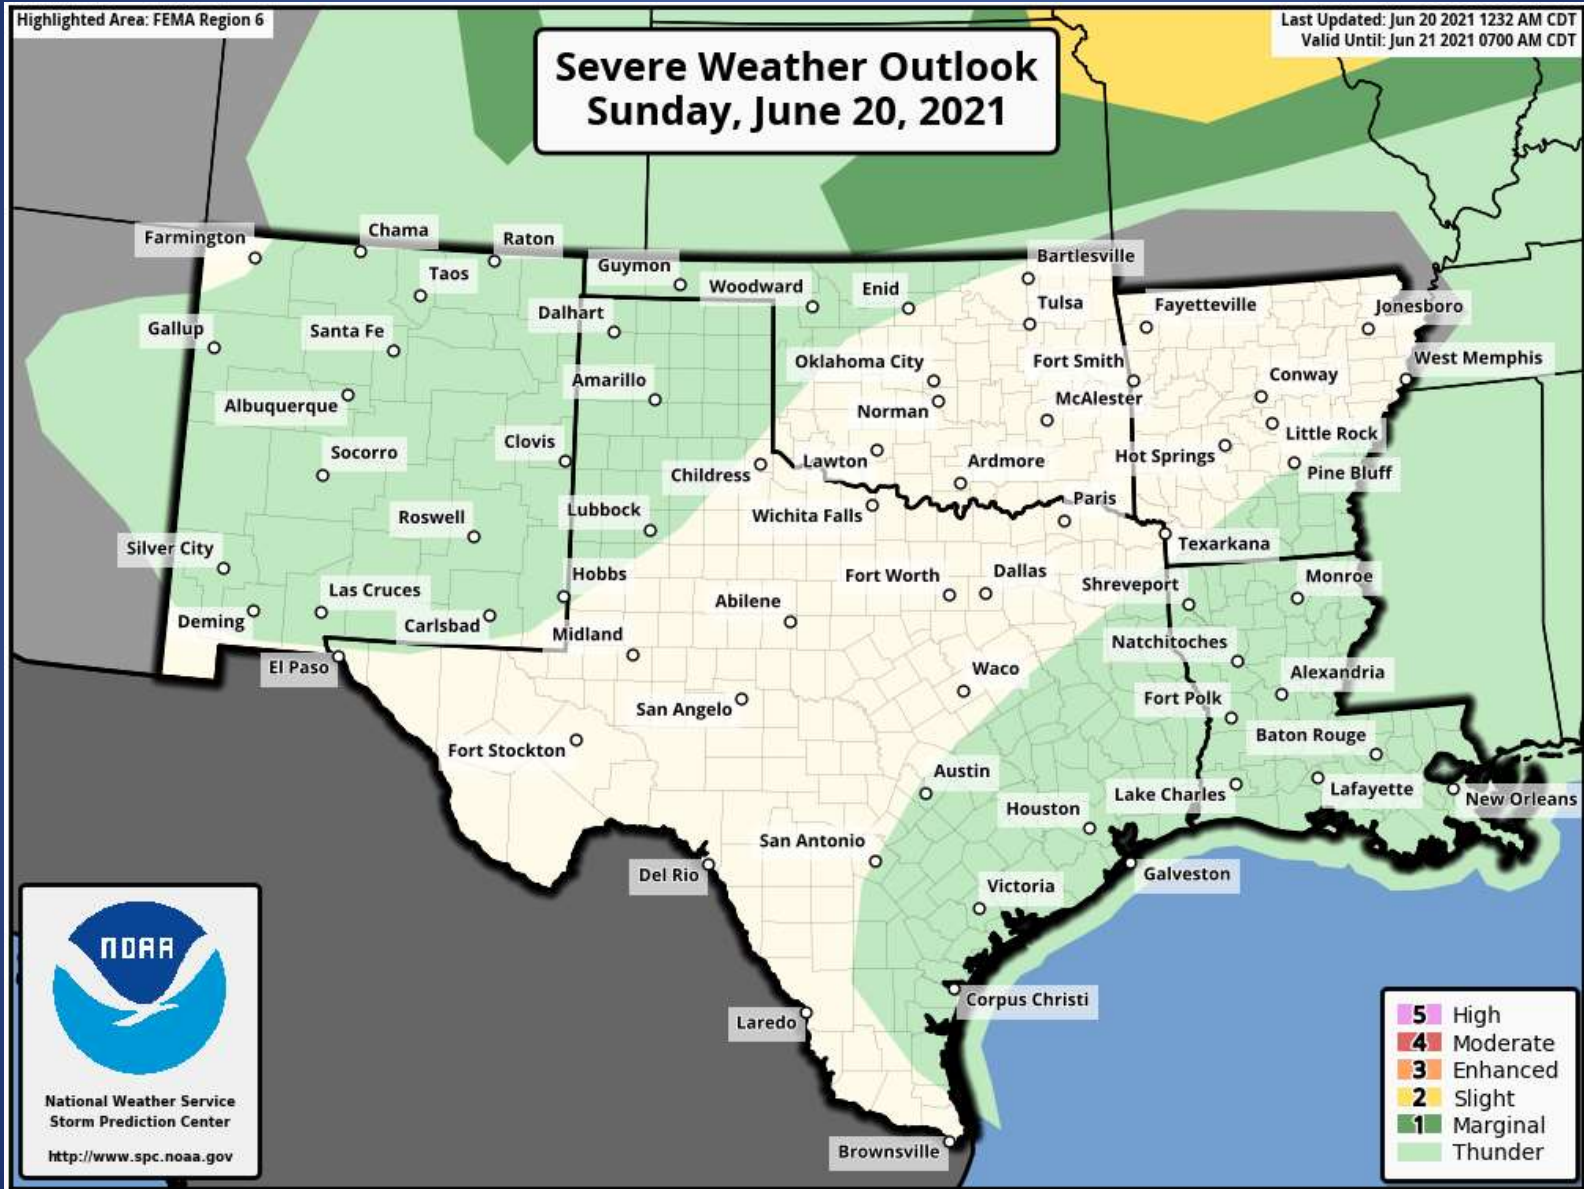 Highlighted Area: FEMA Region 6
Last Updated: Jun 20 2021 1232 AM CDT
Valid Until: Jun 21 2021 0700 AM CDT
Severe Weather Outlook
Sunday, June 20, 2021
Farmington
Chama
Raton
Taos
Guymon
Woodward
Enid
Bartlesville
Tulsa
Fayetteville
Jonesboro
Gallup
Santa Fe
Dalhart
Oklahoma City
Fort Smith
West Memphis
Albuquerque
Amarillo
Norman
McAlester
Conway
Socorro
Clovis
Childress
Lawton
Ardmore
Hot Springs
Little Rock
Pine Bluff
Roswell
Lubbock
Wichita Falls
Paris
Texarkana
Silver City
Hobbs
Fort Worth
Dallas
Shreveport
Monroe
Deming
Las Cruces
Carlsbad
Midland
Abilene
Natchitoches
El Paso
San Angelo
Waco
Fort Polk
Alexandria
Fort Stockton
Austin
Baton Rouge
Houston
Lake Charles
Lafayette
New Orleans
San Antonio
Del Rio
Victoria
Galveston
Laredo
Corpus Christi
Brownsville
NOAA
National Weather Service
Storm Prediction Center
http://www.spc.noaa.gov
5 High
4 Moderate
3 Enhanced
2 Slight
1 Marginal
Thunder